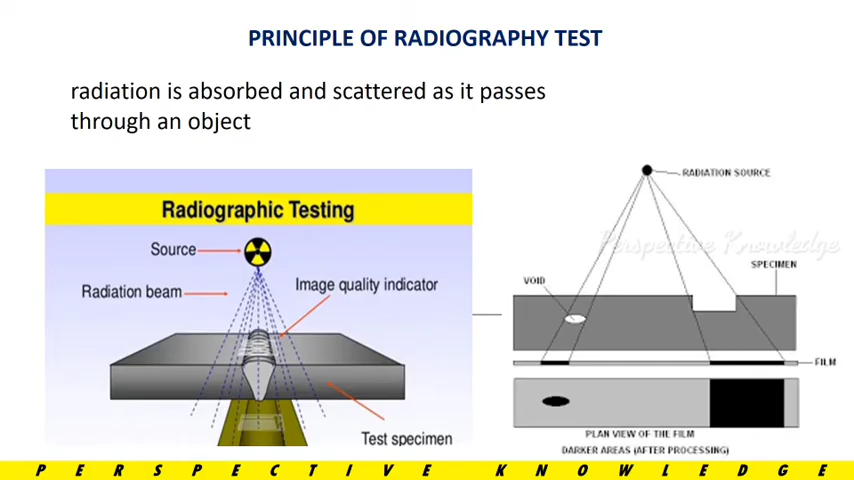 PRINCIPLE OF RADIOGRAPHY TEST
radiation is absorbed and scattered as it passes
through an object
Radiographic Testing
Source
Radiation beam
Image quality indicator
Test specimen
RADIATION SOURCE
Perspective Knowledge
SPECIMEN
VOID
FILM
PLAN VIEW OF THE FILM
DARKER AREAS (AFTER PROCESSING)
PERSPECTIVE KNOWLEDGE